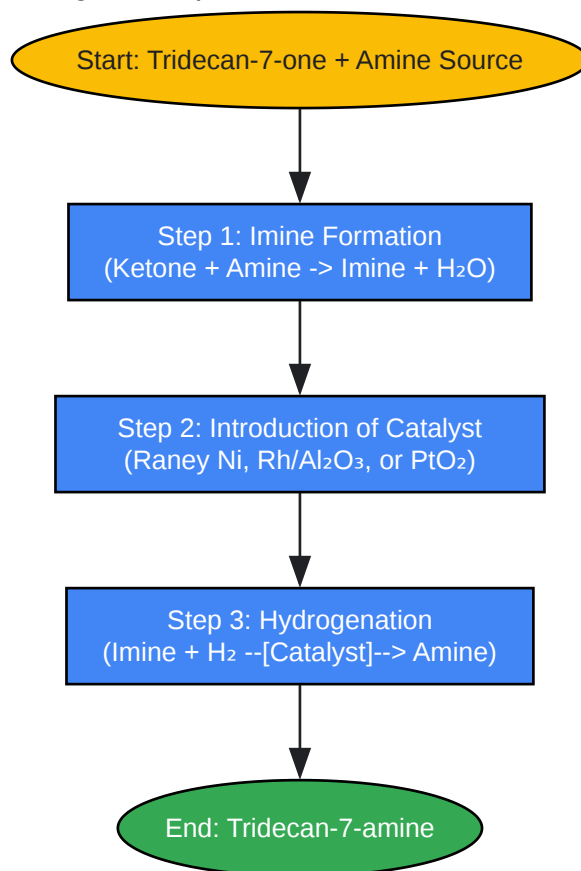 Start: Tridecan-7-one + Amine Source
Step 1: Imine Formation
(Ketone + Amine -> Imine + H₂O)
Step 2: Introduction of Catalyst
(Raney Ni, Rh/Al₂O₃, or PtO₂)
Step 3: Hydrogenation
(Imine + H₂ --[Catalyst]--> Amine)
End: Tridecan-7-amine